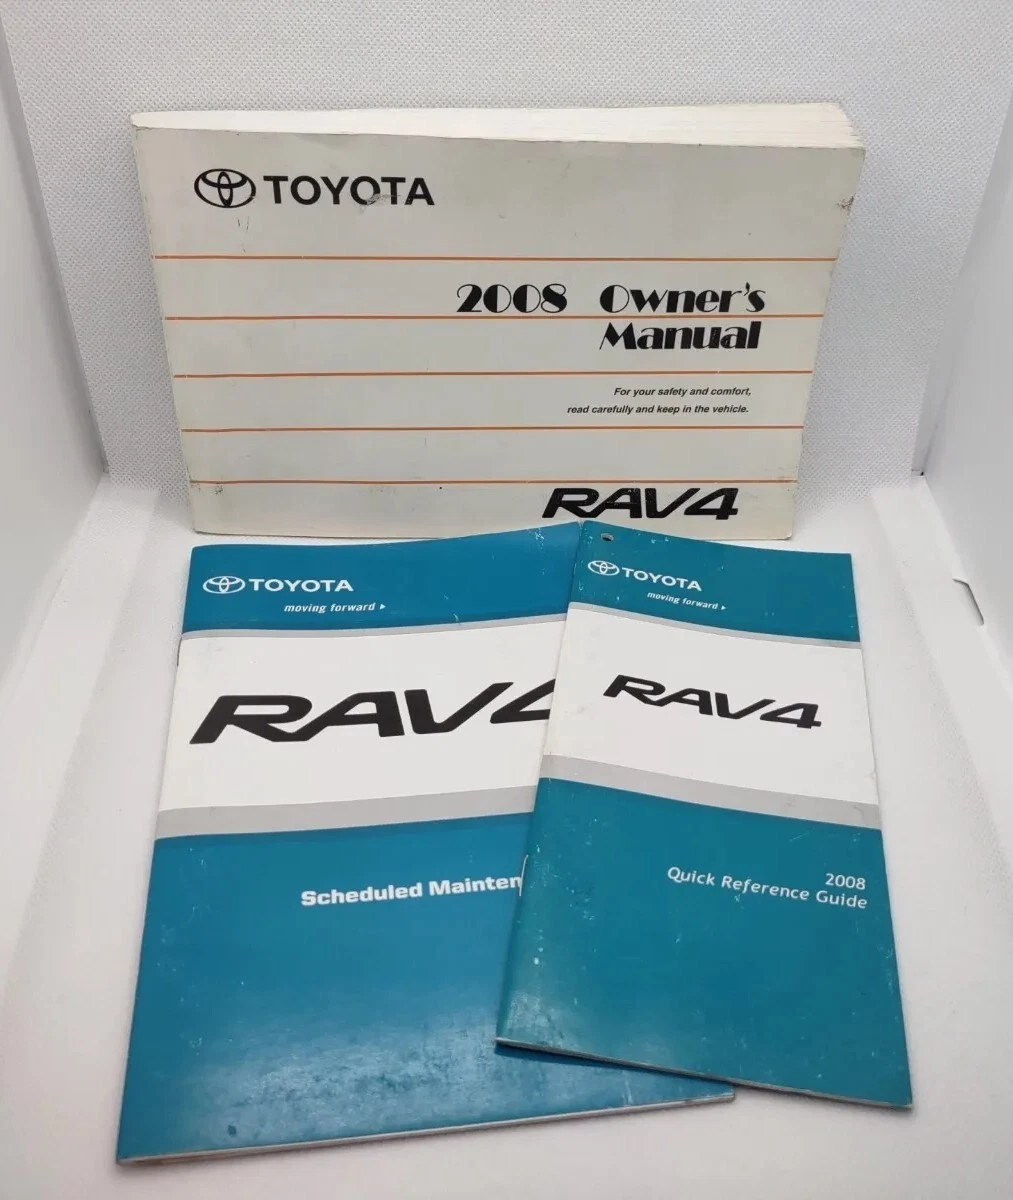 TOYOTA
2008 Owner's
Manual
For your safety and comfort,
read carefully and keep in the vehicle.
RAV4
TOYOTA
moving forward
RAV4
Scheduled
TOYOTA
moving forward
RAV4
2008
Quick Reference Guide